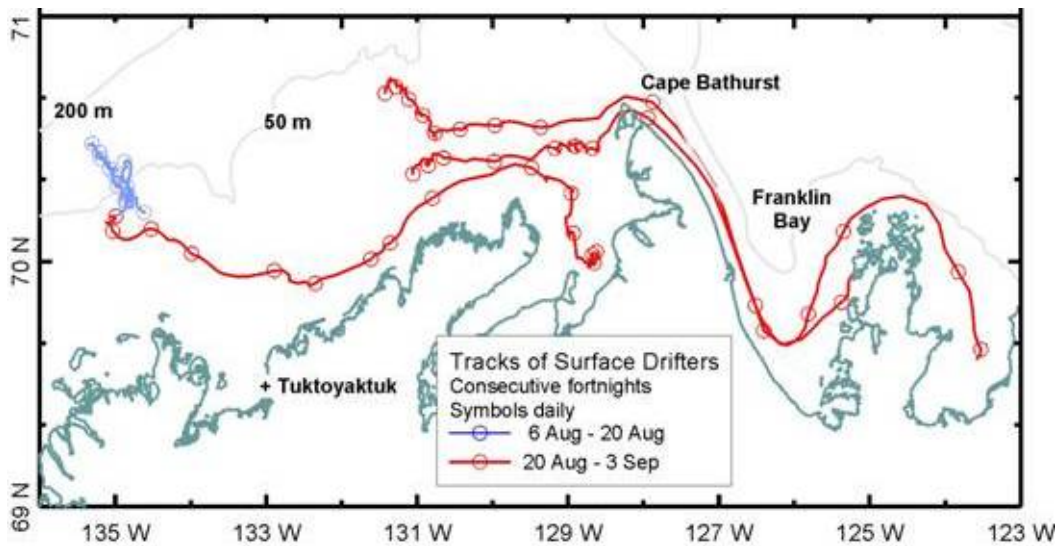 71
Cape Bathurst
200 m
50 m
Franklin
Bay
70 N
Tracks of Surface Drifters
+ Tuktoyaktuk
Consecutive fortnights
Symbols daily
6 Aug - 20 Aug
20 Aug - 3 Sep
69 N
135 W
133 W
131 W
129 W
127 W
125 W
123 W